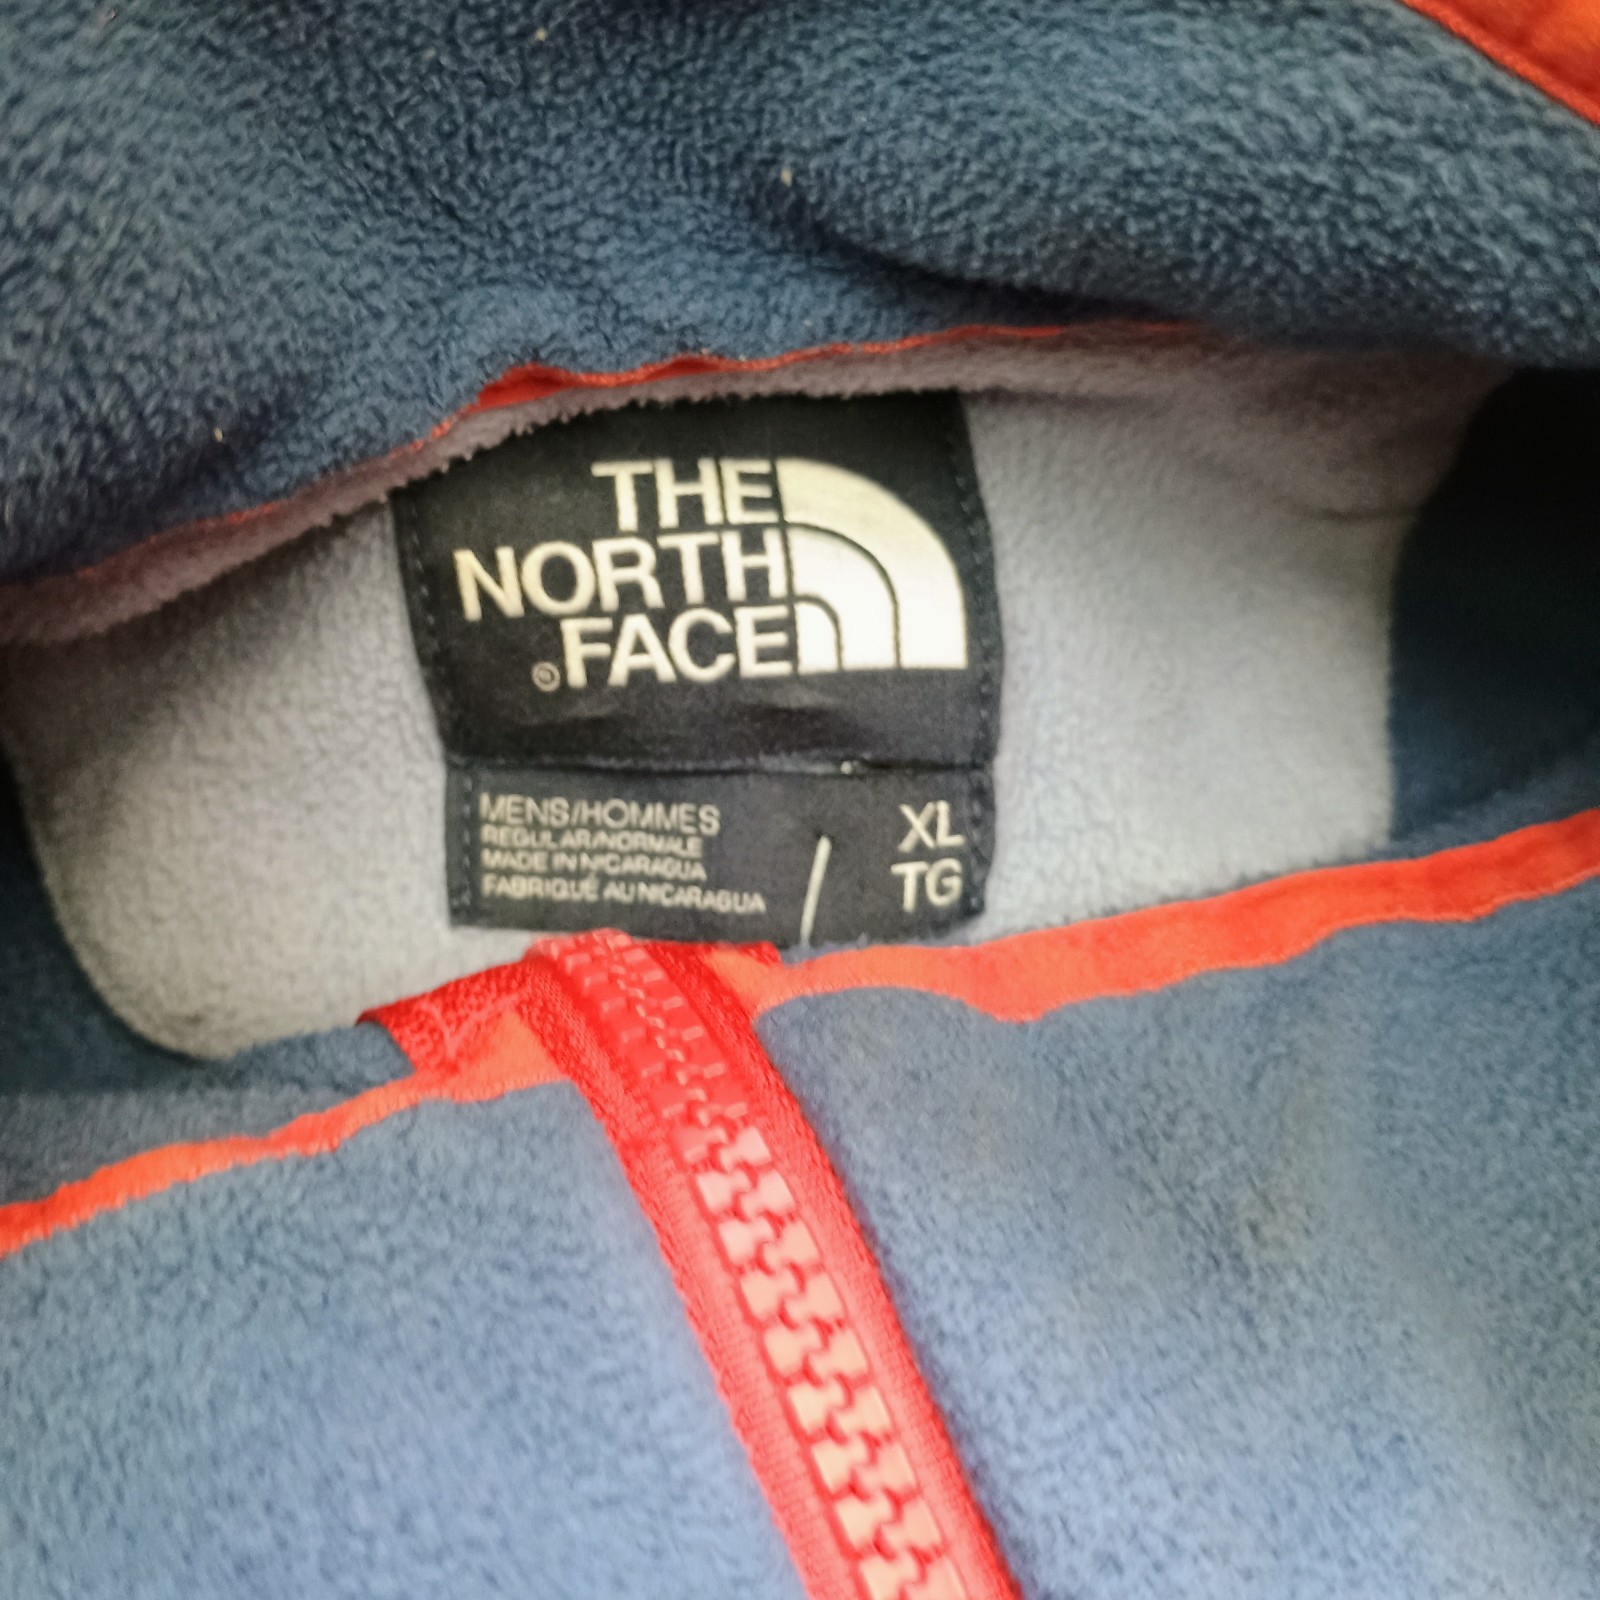 THE
NORTH
FACE
®
MENS/HOMMES
REGULAR/NORMALE
MADE IN NICARAGUA
FABRIQUÉ AU NICARAGUA
XL
TG